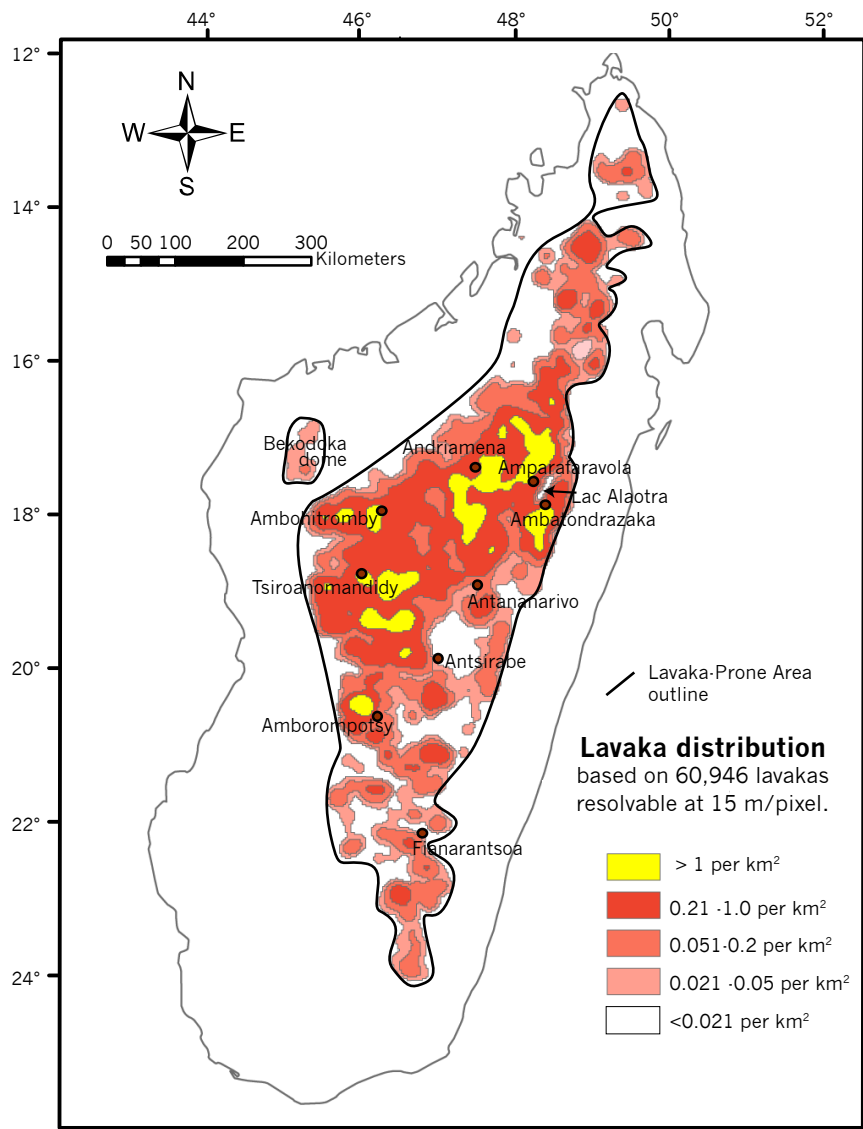 44° 46° 48° 50° 52°
12°
14°
16°
18°
20°
22°
24°
N
W E
S
0 50 100 200 300
Kilometers
Bekodoka
dome
Andriamena
Amparafaravola
Lac Alaotra
Ambohitromby
Ambatondrazaka
Tsiroanomandidy
Antananarivo
Antsirabe
Amborompotsy
Fianarantsoa
Lavaka-Prone Area
outline
Lavaka distribution
based on 60,946 lavakas
resolvable at 15 m/pixel.
> 1 per km²
0.21 -1.0 per km²
0.051-0.2 per km²
0.021 -0.05 per km²
<0.021 per km²